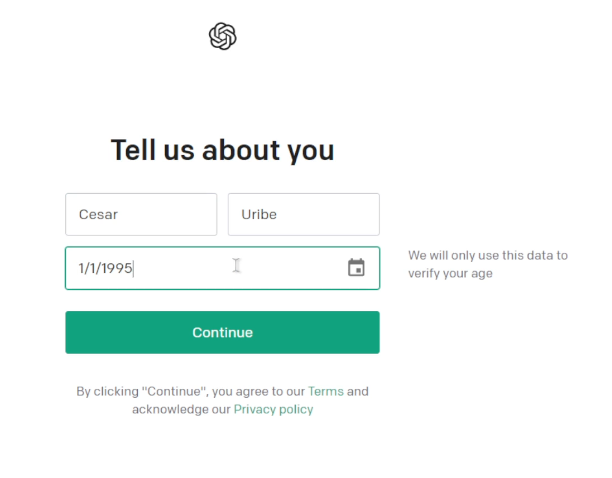 Tell us about you
Cesar
Uribe
1/1/1995
We will only use this data to
verify your age
Continue
By clicking "Continue", you agree to our Terms and
acknowledge our Privacy policy